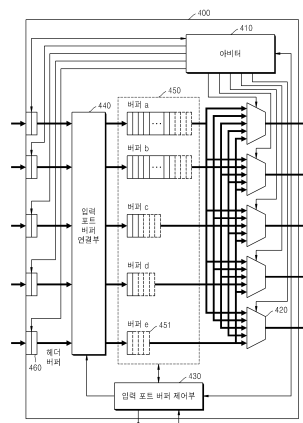 400
410
아비터
440
450
버퍼 a
버퍼 b
입력
포트
버퍼
연결부
버퍼 c
버퍼 d
버퍼 e
451
420
헤더
버퍼
460
430
입력 포트 버퍼 제어부